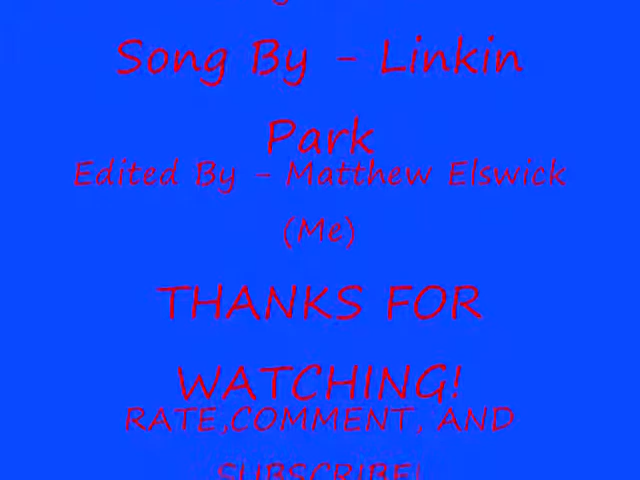 Song By - Linkin
Park
Edited By - Matthew Elswick
(Me)
THANKS FOR
WATCHING!
RATE,COMMENT, AND
SUBSCRIBE!